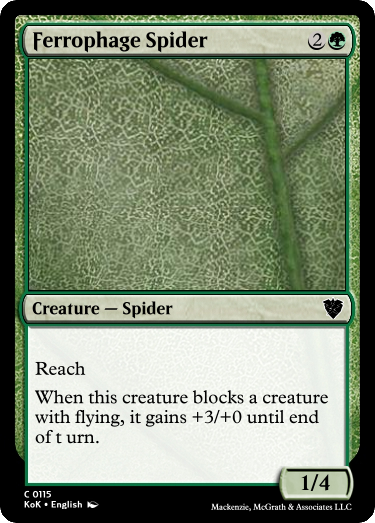 Ferrophage Spider 2
Creature — Spider
Reach
When this creature blocks a creature
with flying, it gains +3/+0 until end
of t urn.
1/4
C 0115
KoK • English
Mackenzie, McGrath & Associates LLC